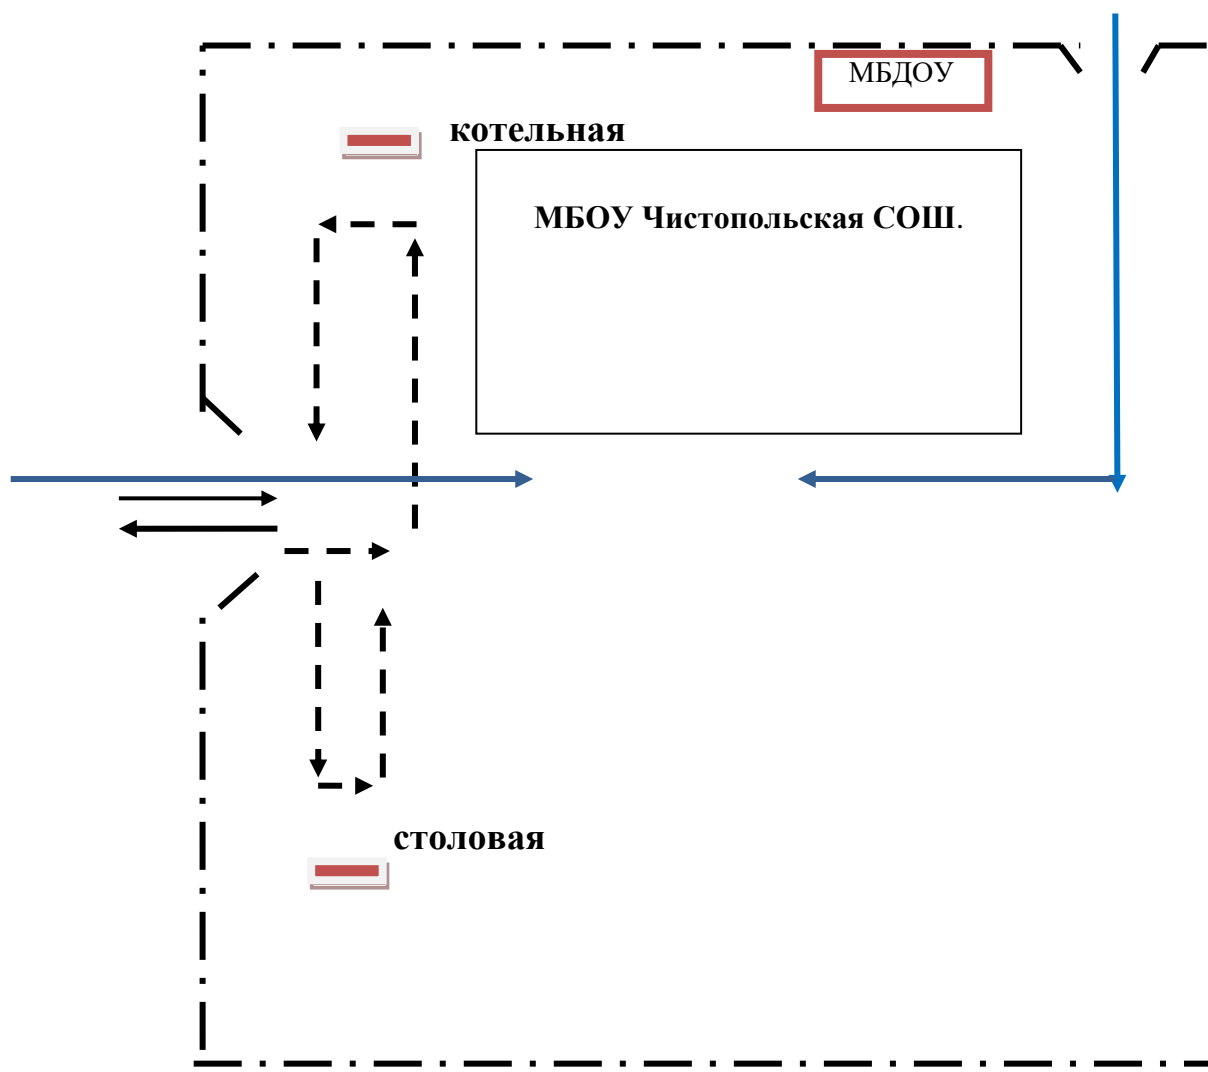 МБДОУ
котельная
МБОУ Чистопольская СОШ.
столовая